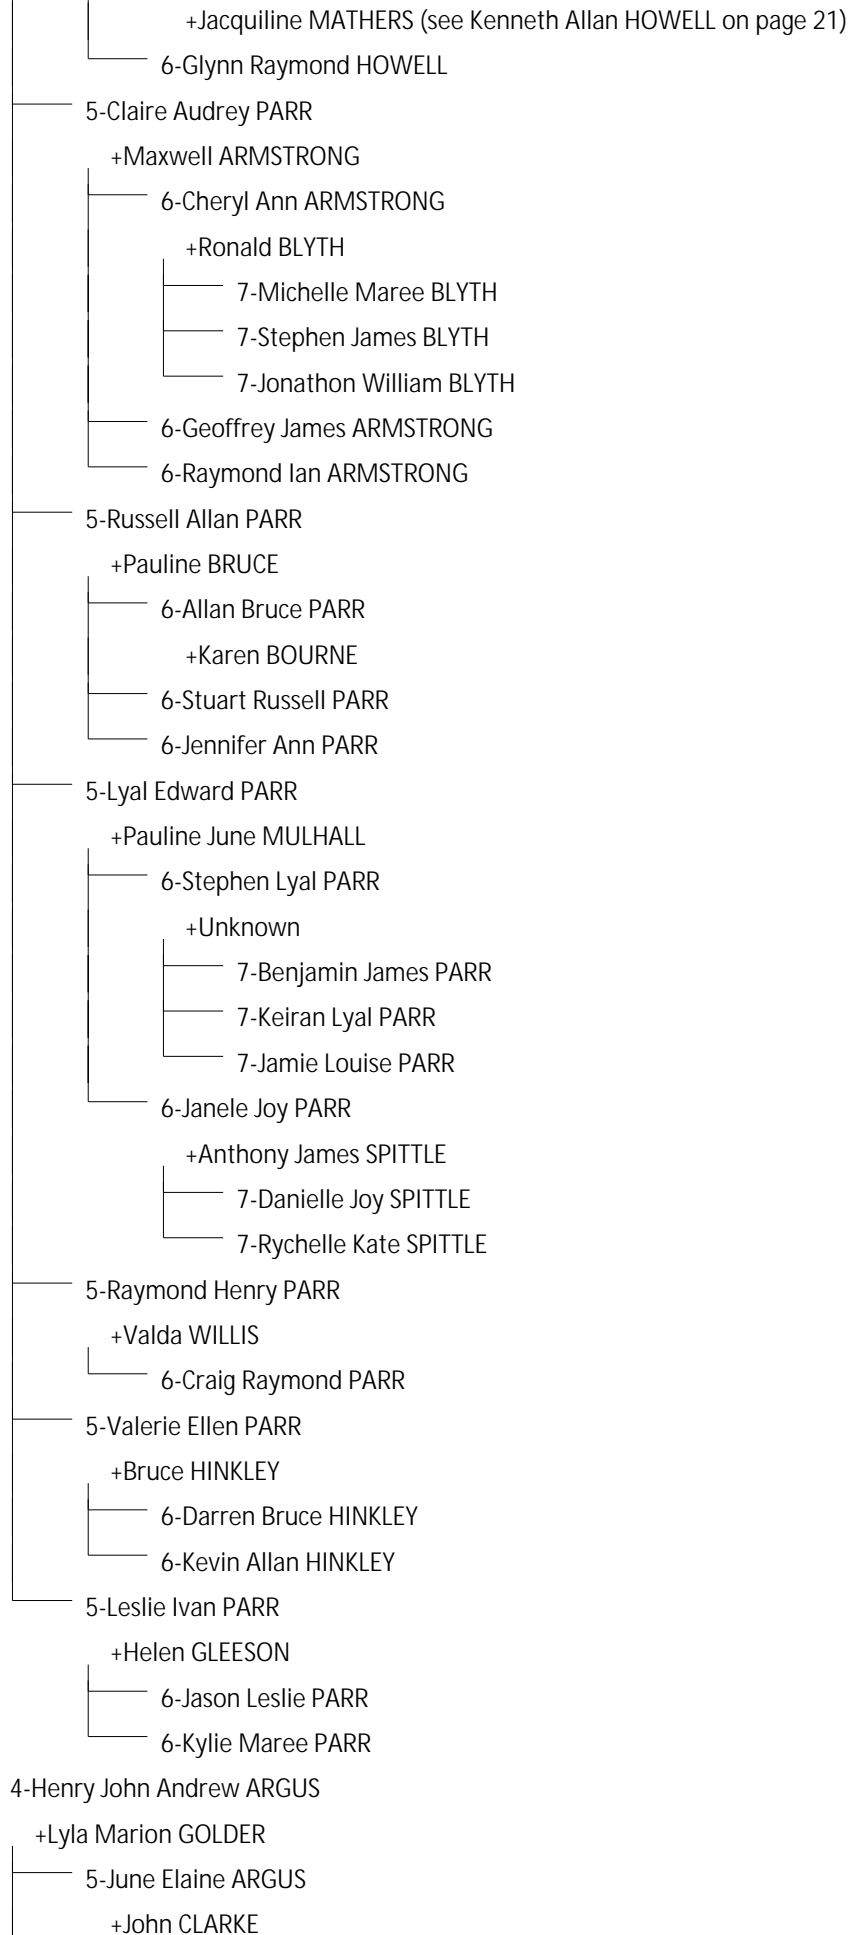 +Jacquiline MATHERS (see Kenneth Allan HOWELL on page 21)
6-Glynn Raymond HOWELL
5-Claire Audrey PARR
+Maxwell ARMSTRONG
6-Cheryl Ann ARMSTRONG
+Ronald BLYTH
7-Michelle Maree BLYTH
7-Stephen James BLYTH
7-Jonathon William BLYTH
6-Geoffrey James ARMSTRONG
6-Raymond Ian ARMSTRONG
5-Russell Allan PARR
+Pauline BRUCE
6-Allan Bruce PARR
+Karen BOURNE
6-Stuart Russell PARR
6-Jennifer Ann PARR
5-Lyal Edward PARR
+Pauline June MULHALL
6-Stephen Lyal PARR
+Unknown
7-Benjamin James PARR
7-Keiran Lyal PARR
7-Jamie Louise PARR
6-Janele Joy PARR
+Anthony James SPITTLE
7-Danielle Joy SPITTLE
7-Rychelle Kate SPITTLE
5-Raymond Henry PARR
+Valda WILLIS
6-Craig Raymond PARR
5-Valerie Ellen PARR
+Bruce HINKLEY
6-Darren Bruce HINKLEY
6-Kevin Allan HINKLEY
5-Leslie Ivan PARR
+Helen GLEESON
6-Jason Leslie PARR
6-Kylie Maree PARR
4-Henry John Andrew ARGUS
+Lyla Marion GOLDER
5-June Elaine ARGUS
+John CLARKE